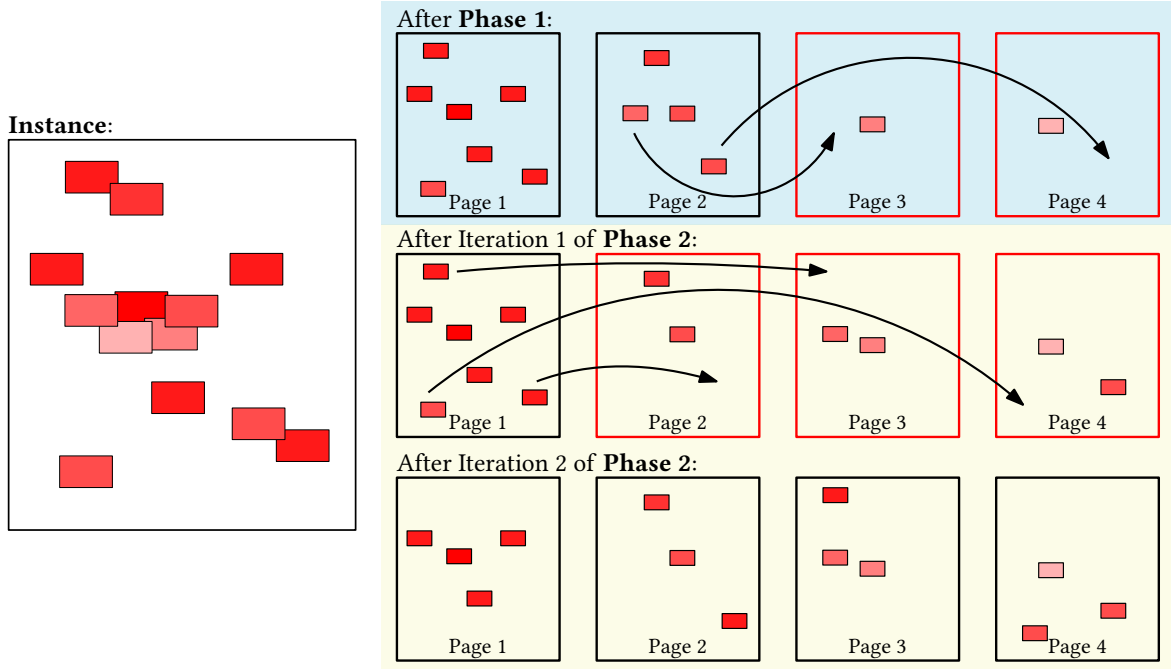 Instance:
After Phase 1:
Page 1
Page 2
Page 3
Page 4
After Iteration 1 of Phase 2:
Page 1
Page 2
Page 3
Page 4
After Iteration 2 of Phase 2:
Page 1
Page 2
Page 3
Page 4